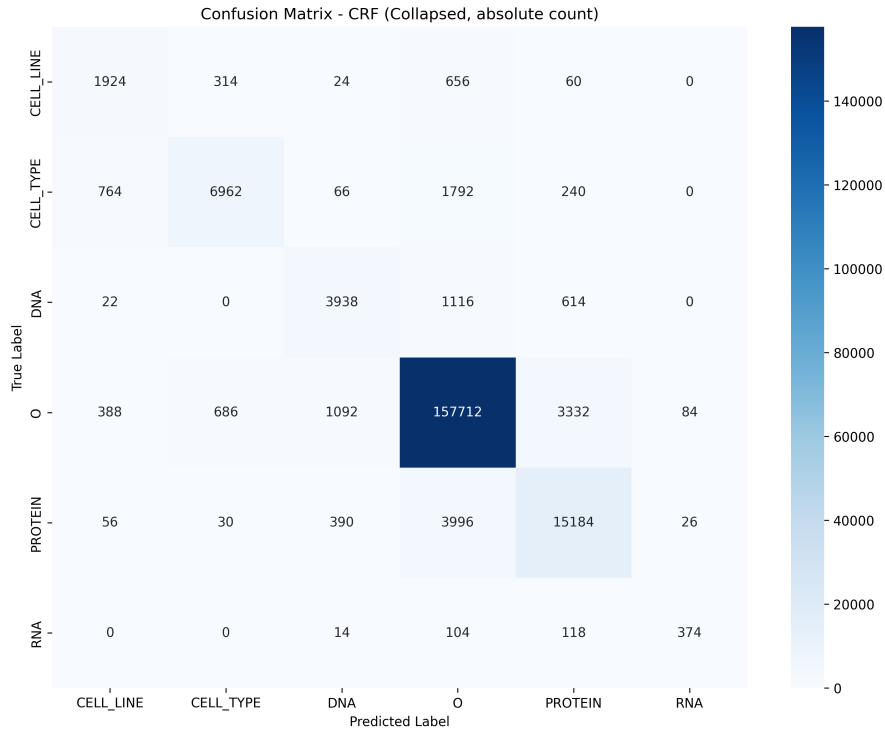 Confusion Matrix - CRF (Collapsed, absolute count)
True Label
CELL_LINE 1924 314 24 656 60 0
CELL_TYPE 764 6962 66 1792 240 0
DNA 22 0 3938 1116 614 0
O 388 686 1092 157712 3332 84
PROTEIN 56 30 390 3996 15184 26
RNA 0 0 14 104 118 374
CELL_LINE CELL_TYPE DNA O PROTEIN RNA
Predicted Label
140000
120000
100000
80000
60000
40000
20000
0